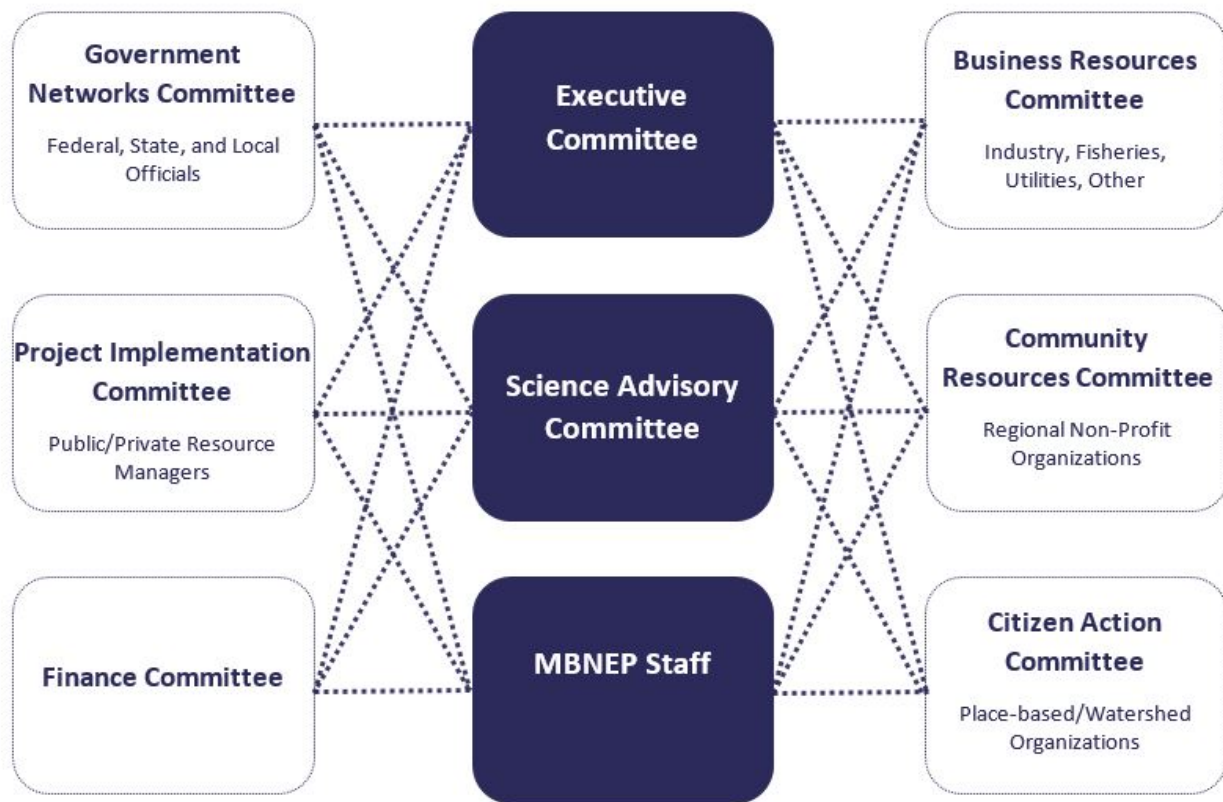 Government
Networks Committee
Federal, State, and Local
Officials
Executive
Committee
Business Resources
Committee
Industry, Fisheries,
Utilities, Other
Project Implementation
Committee
Public/Private Resource
Managers
Science Advisory
Committee
Community
Resources Committee
Regional Non-Profit
Organizations
Finance Committee
MBNEP Staff
Citizen Action
Committee
Place-based/Watershed
Organizations